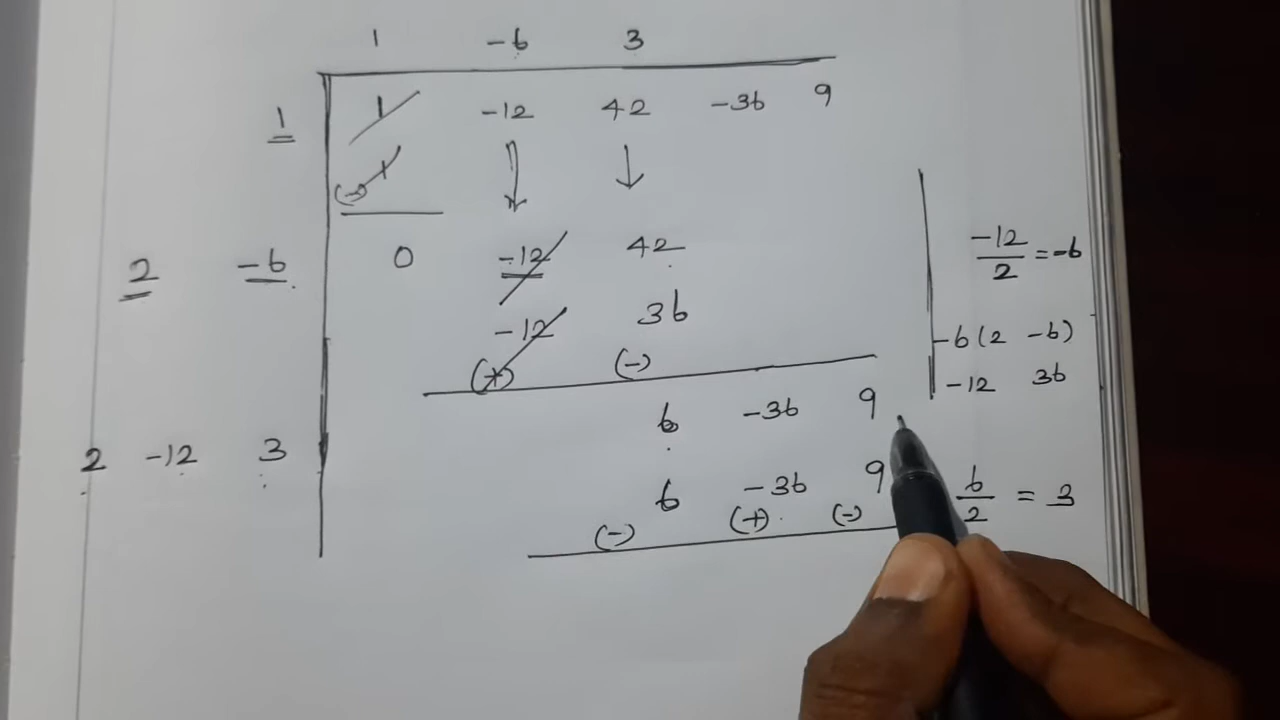 1 -6 3
1 1 -12 42 -36 9
(-) 1
2 -6 0 -12 42
-12 36
(+) (-)
2 -12 3 6 -36 9
6 -36 9
(-) (+) (-)
-12/2 = -6
-6(2 -6)
-12 36
6/2 = 3